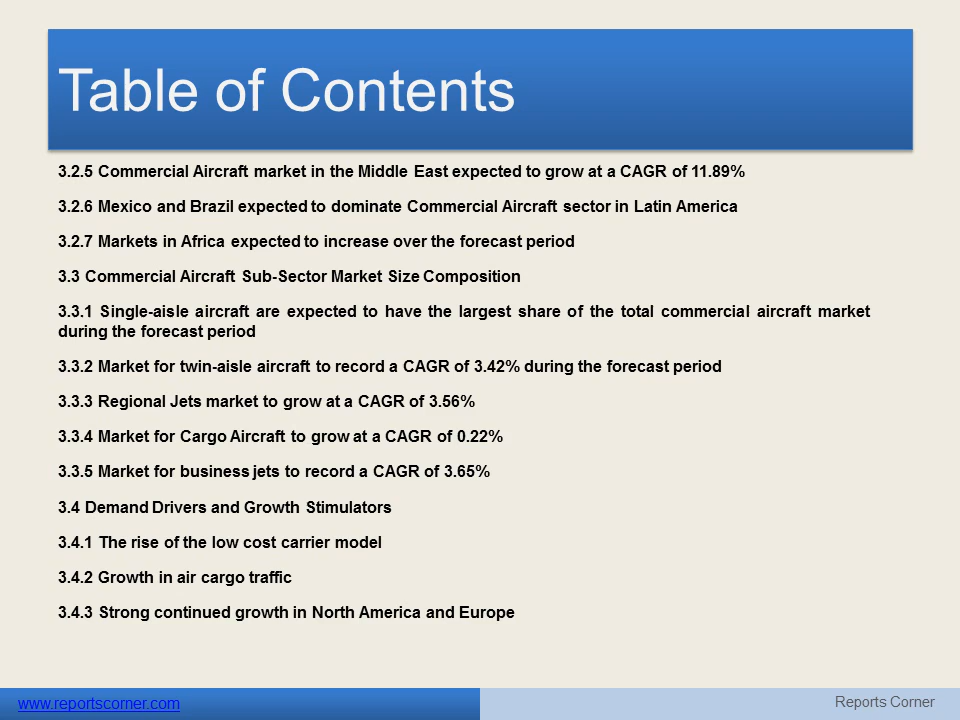 Table of Contents
3.2.5 Commercial Aircraft market in the Middle East expected to grow at a CAGR of 11.89%
3.2.6 Mexico and Brazil expected to dominate Commercial Aircraft sector in Latin America
3.2.7 Markets in Africa expected to increase over the forecast period
3.3 Commercial Aircraft Sub-Sector Market Size Composition
3.3.1 Single-aisle aircraft are expected to have the largest share of the total commercial aircraft market
during the forecast period
3.3.2 Market for twin-aisle aircraft to record a CAGR of 3.42% during the forecast period
3.3.3 Regional Jets market to grow at a CAGR of 3.56%
3.3.4 Market for Cargo Aircraft to grow at a CAGR of 0.22%
3.3.5 Market for business jets to record a CAGR of 3.65%
3.4 Demand Drivers and Growth Stimulators
3.4.1 The rise of the low cost carrier model
3.4.2 Growth in air cargo traffic
3.4.3 Strong continued growth in North America and Europe
www.reportscorner.com
Reports Corner